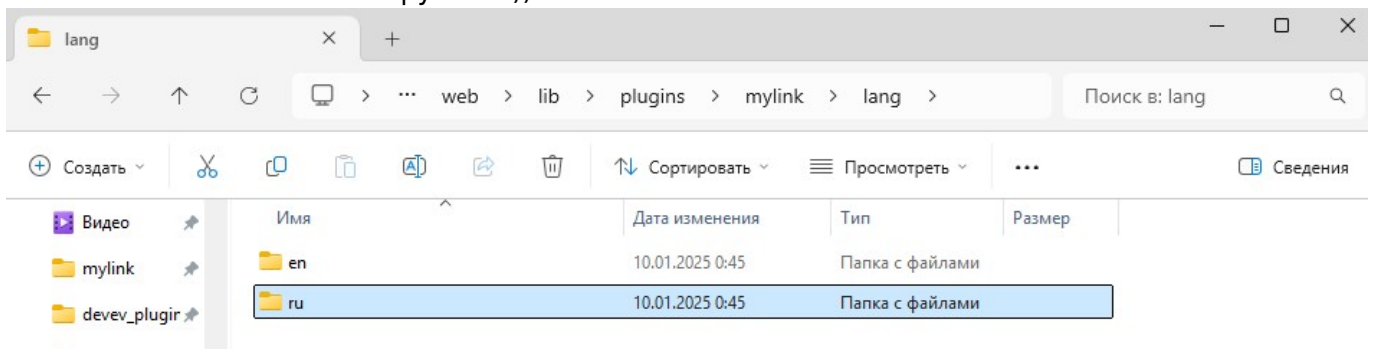 lang
web > lib > plugins > mylink > lang >
Поиск в: lang
Создать
Сортировать
Просмотреть
Сведения
Имя
Дата изменения
Тип
Размер
Видео
mylink
devev_plugir
en 10.01.2025 0:45 Папка с файлами
ru 10.01.2025 0:45 Папка с файлами